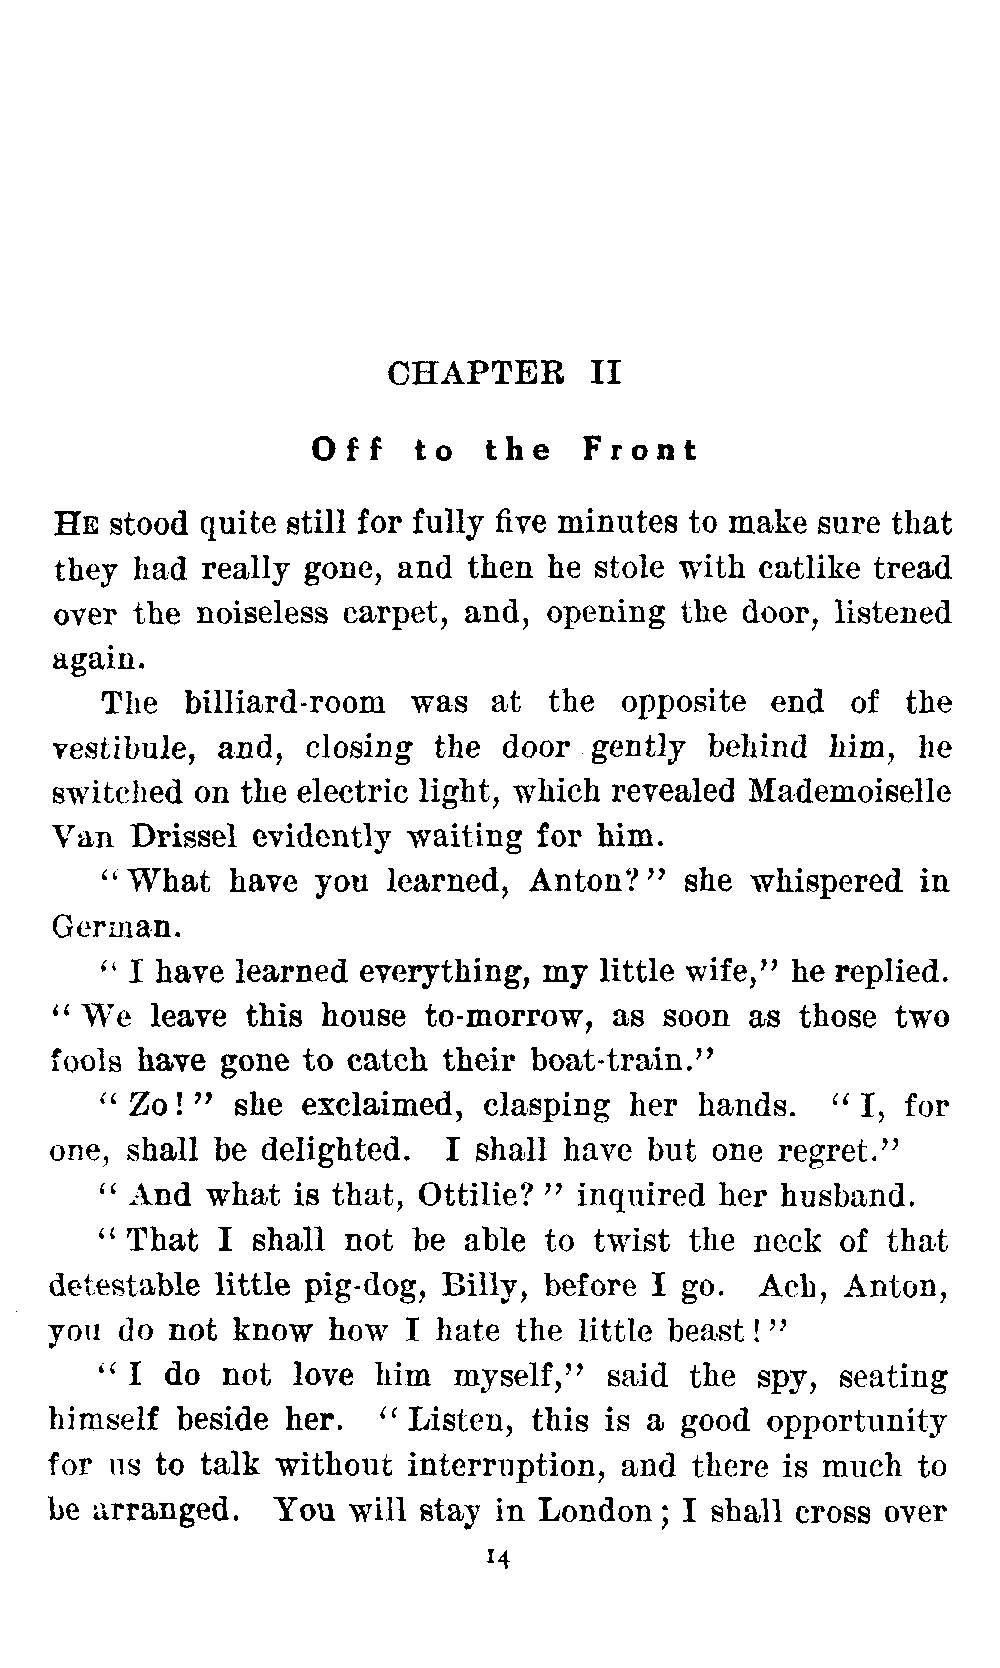 CHAPTER II
Off to the Front
HE stood quite still for fully five minutes to make sure that
they had really gone, and then he stole with catlike tread
over the noiseless carpet, and, opening the door, listened
again.
The billiard-room was at the opposite end of the
vestibule, and, closing the door gently behind him, he
switched on the electric light, which revealed Mademoiselle
Van Drissel evidently waiting for him.
“What have you learned, Anton?” she whispered in
German.
“I have learned everything, my little wife,” he replied.
“We leave this house to-morrow, as soon as those two
fools have gone to catch their boat-train.”
“Zo!” she exclaimed, clasping her hands. “I, for
one, shall be delighted. I shall have but one regret.”
“And what is that, Ottilie?” inquired her husband.
“That I shall not be able to twist the neck of that
detestable little pig-dog, Billy, before I go. Ach, Anton,
you do not know how I hate the little beast!”
“I do not love him myself,” said the spy, seating
himself beside her. “Listen, this is a good opportunity
for us to talk without interruption, and there is much to
be arranged. You will stay in London; I shall cross over
14